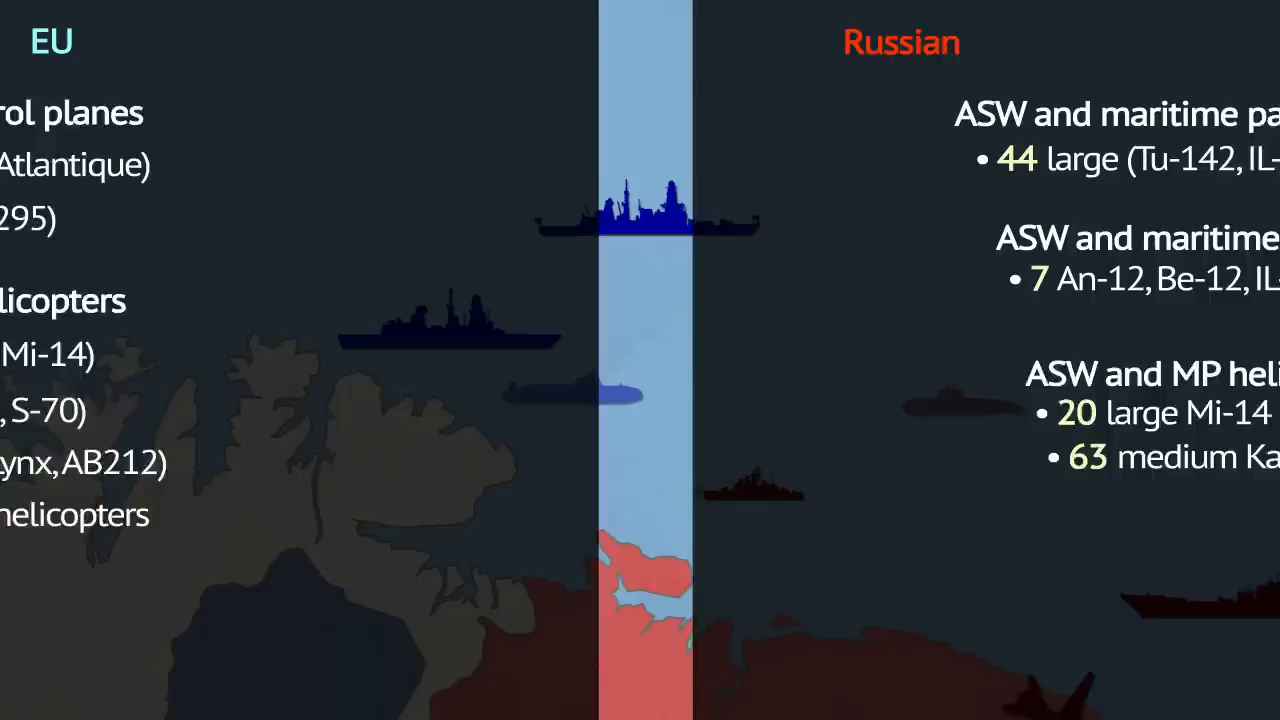 EU
rol planes
Atlantique)
295)
licopters
Mi-14)
, S-70)
ynx, AB212)
helicopters
Russian
ASW and maritime pa
• 44 large (Tu-142, IL-
ASW and maritime
• 7 An-12, Be-12, IL-
ASW and MP heli
• 20 large Mi-14
• 63 medium Ka